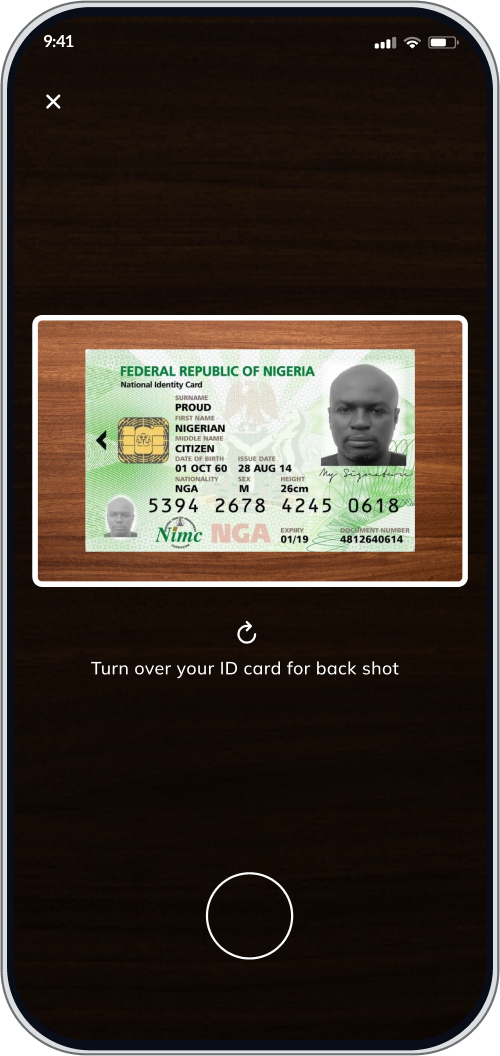 9:41
FEDERAL REPUBLIC OF NIGERIA
National Identity Card
SURNAME
PROUD
FIRST NAME
NIGERIAN
MIDDLE NAME
CITIZEN
DATE OF BIRTH ISSUE DATE
01 OCT 60 28 AUG 14
NATIONALITY SEX HEIGHT
NGA M 26cm
My Signature
5394 2678 4245 0618
Nimc NGA
EXPIRY DOCUMENT NUMBER
01/19 4812640614
Turn over your ID card for back shot